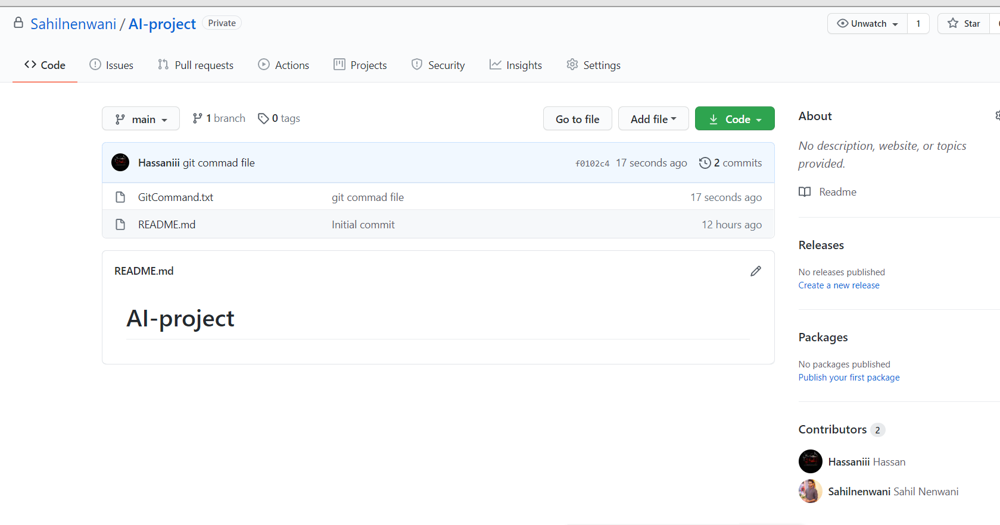 Sahilnenwani / AI-project Private
Unwatch 1 Star
Code Issues Pull requests Actions Projects Security Insights Settings
main 1 branch 0 tags
Go to file Add file Code
Hassaniii git commad file f0102c4 17 seconds ago 2 commits
GitCommand.txt git commad file 17 seconds ago
README.md Initial commit 12 hours ago
README.md
AI-project
About
No description, website, or topics
provided.
Readme
Releases
No releases published
Create a new release
Packages
No packages published
Publish your first package
Contributors 2
Hassaniii Hassan
Sahilnenwani Sahil Nenwani